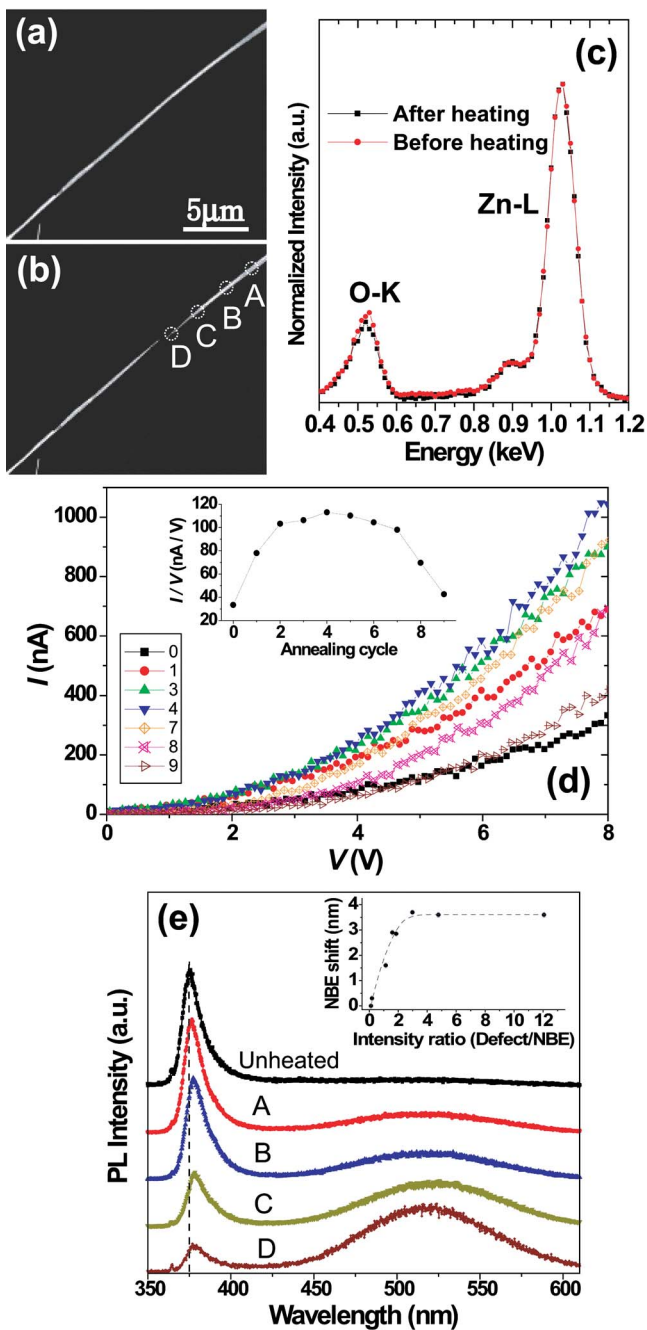 (a)
5μm
(b)
A
B
C
D
(c)
After heating
Before heating
Zn-L
O-K
Normalized Intensity (a.u.)
0.4 0.5 0.6 0.7 0.8 0.9 1.0 1.1 1.2
Energy (keV)
I (nA)
1000
800
600
400
200
0
0 2 4 6 8
V (V)
(d)
0
1
3
4
7
8
9
I / V (nA / V)
120
100
80
60
40
20
0 2 4 6 8
Annealing cycle
(e)
PL Intensity (a.u.)
Unheated
A
B
C
D
350 400 450 500 550 600
Wavelength (nm)
NBE shift (nm)
4
3
2
1
0
0 2 4 6 8 10 12
Intensity ratio (Defect/NBE)